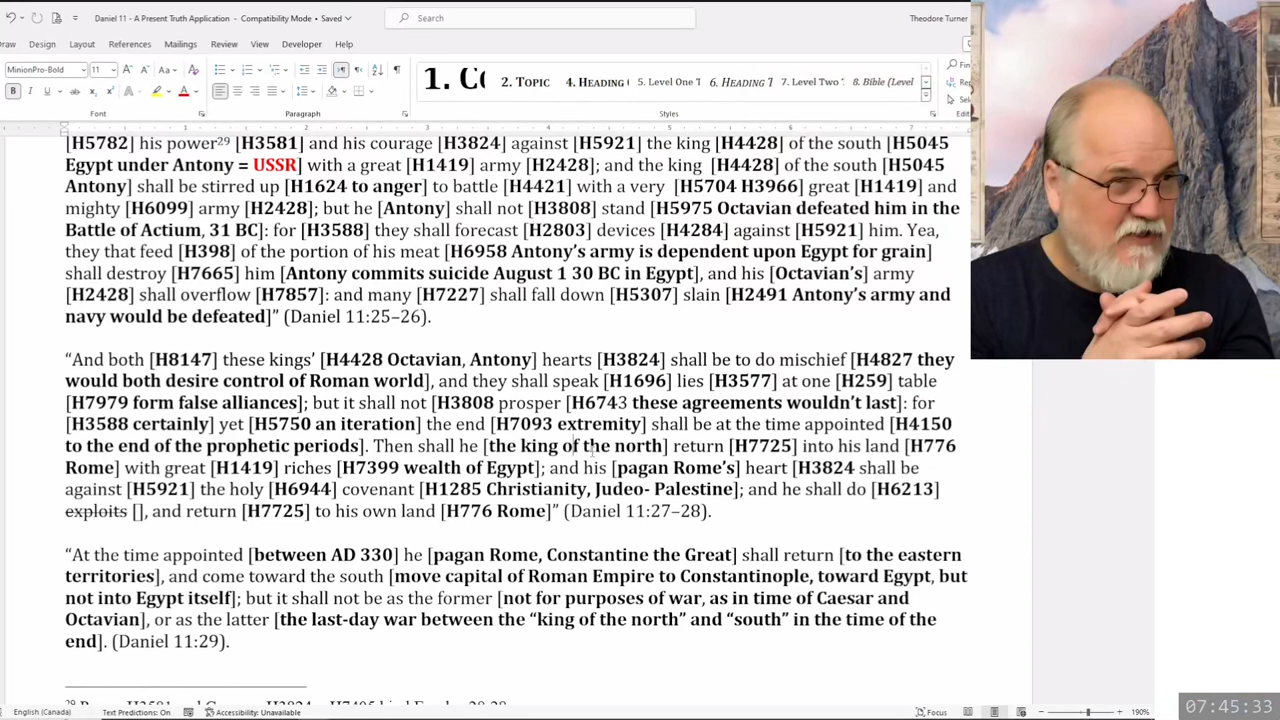 Daniel 11 - A Present Truth Application - Compatibility Mode • Saved
Search
Theodore Turner
Draw Design Layout References Mailings Review View Developer Help
MinionPro-Bold 11
1. Co 2. TOPIC 4. HEADING 5. Level One T 6. HEADING T 7. Level Two 8. Bible (Level
Font Paragraph Styles
[H5782] his power29 [H3581] and his courage [H3824] against [H5921] the king [H4428] of the south [H5045
Egypt under Antony = USSR] with a great [H1419] army [H2428]; and the king [H4428] of the south [H5045
Antony] shall be stirred up [H1624 to anger] to battle [H4421] with a very [H5704 H3966] great [H1419] and
mighty [H6099] army [H2428]; but he [Antony] shall not [H3808] stand [H5975 Octavian defeated him in the
Battle of Actium, 31 BC]: for [H3588] they shall forecast [H2803] devices [H4284] against [H5921] him. Yea,
they that feed [H398] of the portion of his meat [H6958 Antony's army is dependent upon Egypt for grain]
shall destroy [H7665] him [Antony commits suicide August 1 30 BC in Egypt], and his [Octavian's] army
[H2428] shall overflow [H7857]: and many [H7227] shall fall down [H5307] slain [H2491 Antony's army and
navy would be defeated]” (Daniel 11:25–26).
“And both [H8147] these kings' [H4428 Octavian, Antony] hearts [H3824] shall be to do mischief [H4827 they
would both desire control of Roman world], and they shall speak [H1696] lies [H3577] at one [H259] table
[H7979 form false alliances]; but it shall not [H3808 prosper [H6743 these agreements wouldn't last]: for
[H3588 certainly] yet [H5750 an iteration] the end [H7093 extremity] shall be at the time appointed [H4150
to the end of the prophetic periods]. Then shall he [the king of the north] return [H7725] into his land [H776
Rome] with great [H1419] riches [H7399 wealth of Egypt]; and his [pagan Rome's] heart [H3824 shall be
against [H5921] the holy [H6944] covenant [H1285 Christianity, Judeo- Palestine]; and he shall do [H6213]
exploits [], and return [H7725] to his own land [H776 Rome]” (Daniel 11:27–28).
“At the time appointed [between AD 330] he [pagan Rome, Constantine the Great] shall return [to the eastern
territories], and come toward the south [move capital of Roman Empire to Constantinople, toward Egypt, but
not into Egypt itself]; but it shall not be as the former [not for purposes of war, as in time of Caesar and
Octavian], or as the latter [the last-day war between the “king of the north” and “south” in the time of the
end]. (Daniel 11:29).
English (Canada) Text Predictions: On Accessibility: Unavailable Focus 190%
07:45:33